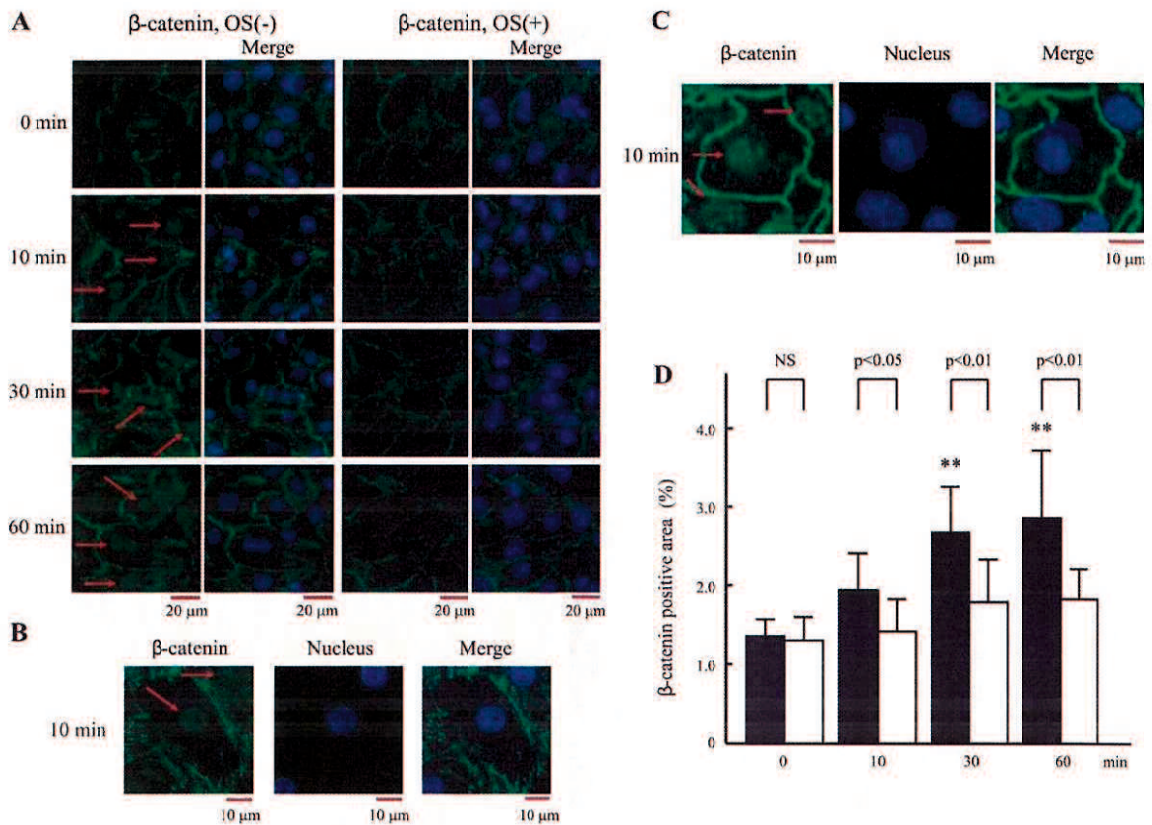 A
β-catenin, OS(-)
β-catenin, OS(+)
Merge
Merge
0 min
10 min
30 min
60 min
20 μm
20 μm
20 μm
20 μm
B
β-catenin
Nucleus
Merge
10 min
10 μm
10 μm
10 μm
C
β-catenin
Nucleus
Merge
10 min
10 μm
10 μm
10 μm
D
NS
p<0.05
p<0.01
p<0.01
**
**
β-catenin positive area (%)
4.0
3.0
2.0
1.0
0
0 10 30 60 min